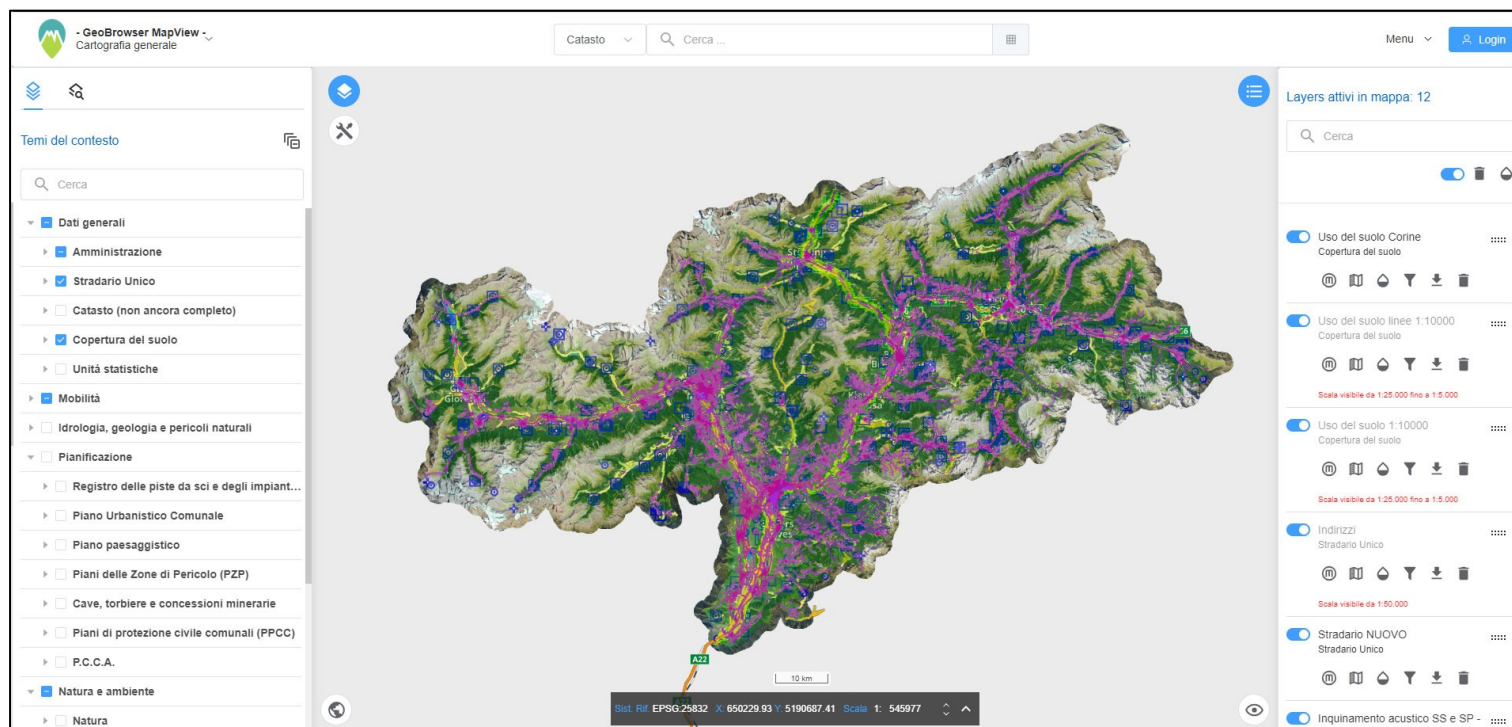 - GeoBrowser MapView -
Cartografia generale
Catasto
Cerca ...
Menu
Login
Temi del contesto
Cerca
Dati generali
Amministrazione
Stradario Unico
Catasto (non ancora completo)
Copertura del suolo
Unitá statistiche
Mobilità
Idrologia, geologia e pericoli naturali
Pianificazione
Registro delle piste da sci e degli impiant...
Piano Urbanistico Comunale
Piano paesaggistico
Piani delle Zone di Pericolo (PZP)
Cave, torbiere e concessioni minerarie
Piani di protezione civile comunali (PPCC)
P.C.C.A.
Natura e ambiente
Natura
A22
10 km
Sist. Rif. EPSG:25832 X: 650229.93 Y: 5190687.41 Scala 1: 545977
Layers attivi in mappa: 12
Cerca
Uso del suolo Corine
Copertura del suolo
Uso del suolo linee 1:10000
Copertura del suolo
Scala visibile da 1:25.000 fino a 1:5.000
Uso del suolo 1:10000
Copertura del suolo
Scala visibile da 1:25.000 fino a 1:5.000
Indirizzi
Stradario Unico
Scala visibile da 1:50.000
Stradario NUOVO
Stradario Unico
Inquinamento acustico SS e SP -